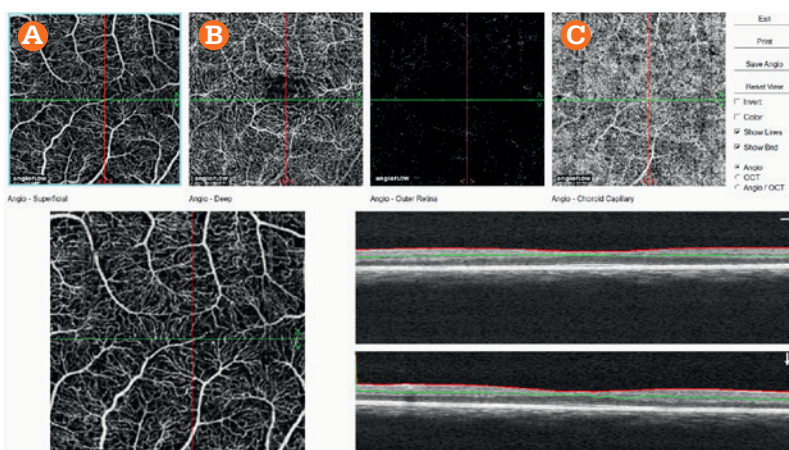 A
B
C
angioflow
angioflow
angioflow
angioflow
Angio - Superficial
Angio - Deep
Angio - Outer Retina
Angio - Choroid Capillary
Exit
Print
Save Angio
Reset View
Invert
Color
Show Lines
Show Bnd
Angio
OCT
Angio / OCT